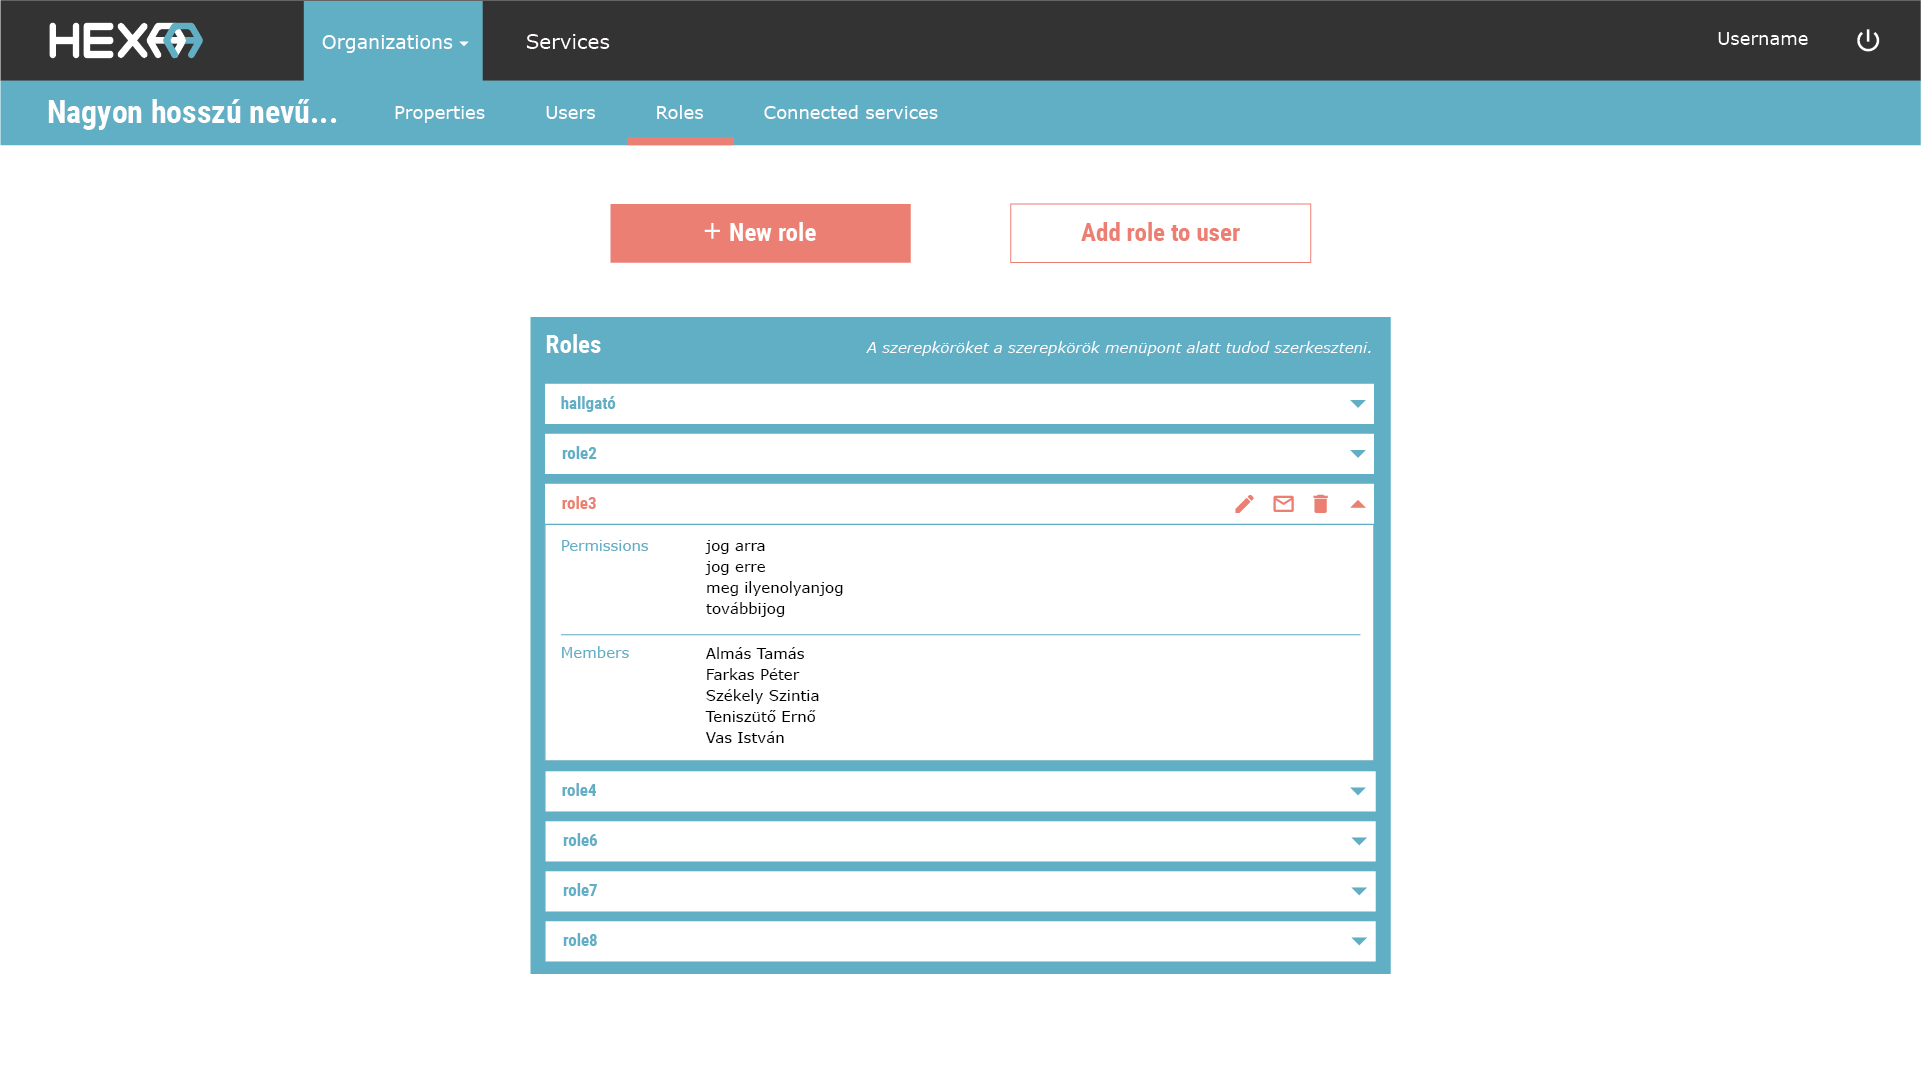 HEXAA
Organizations
Services
Username
Nagyon hosszú nevű...
Properties
Users
Roles
Connected services
+ New role
Add role to user
Roles
A szerepköröket a szerepkörök menüpont alatt tudod szerkeszteni.
hallgató
role2
role3
Permissions
jog arra
jog erre
meg ilyenolyanjog
továbbijog
Members
Almás Tamás
Farkas Péter
Székely Szintia
Teniszütő Ernő
Vas István
role4
role6
role7
role8